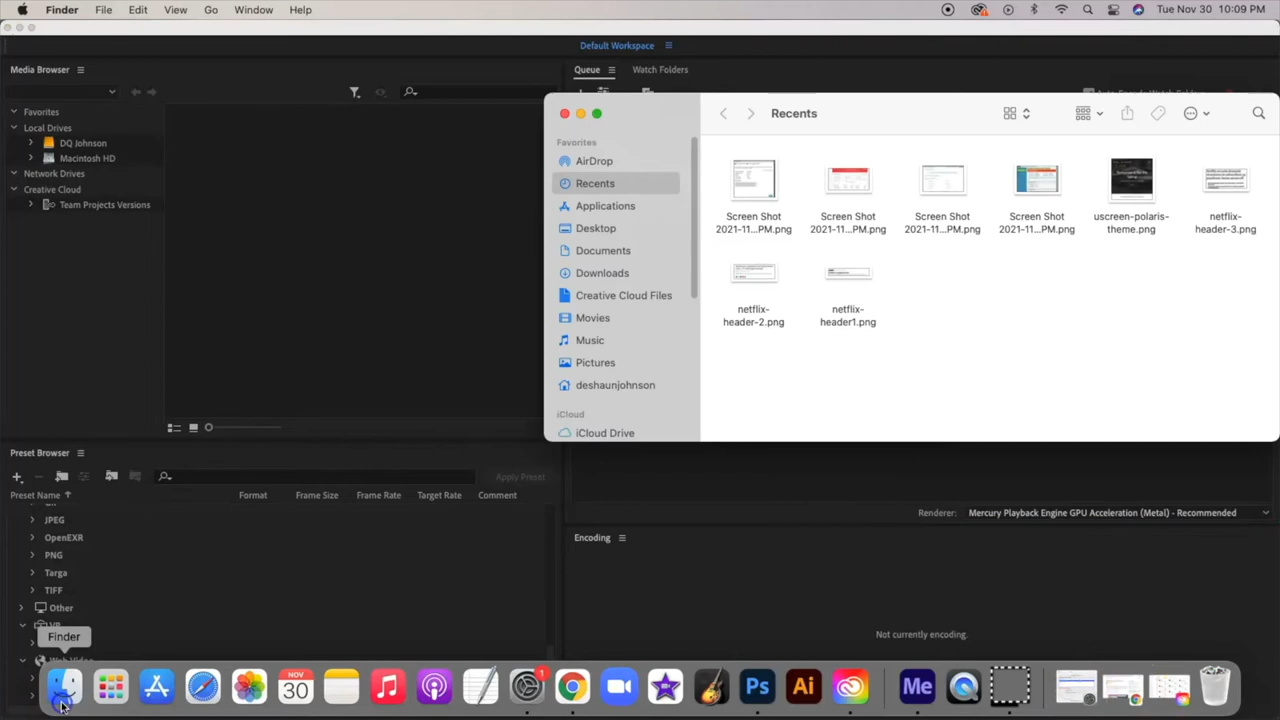 Finder File Edit View Go Window Help
Tue Nov 30 10:09 PM
Default Workspace
Media Browser
Favorites
Local Drives
DQ Johnson
Macintosh HD
Network Drives
Creative Cloud
Team Projects Versions
Queue Watch Folders
Recents
Favorites
AirDrop
Recents
Applications
Desktop
Documents
Downloads
Creative Cloud Files
Movies
Music
Pictures
deshaunjohnson
iCloud
iCloud Drive
Screen Shot 2021-11...PM.png
Screen Shot 2021-11...PM.png
Screen Shot 2021-11...PM.png
Screen Shot 2021-11...PM.png
uscreen-polaris-theme.png
netflix-header-3.png
netflix-header-2.png
netflix-header1.png
Preset Browser
Apply Preset
Preset Name Format Frame Size Frame Rate Target Rate Comment
JPEG
OpenEXR
PNG
Targa
TIFF
Other
VR
Finder
Renderer: Mercury Playback Engine GPU Acceleration (Metal) - Recommended
Encoding
Not currently encoding.
NOV
30
1
Ps
Ai
Me